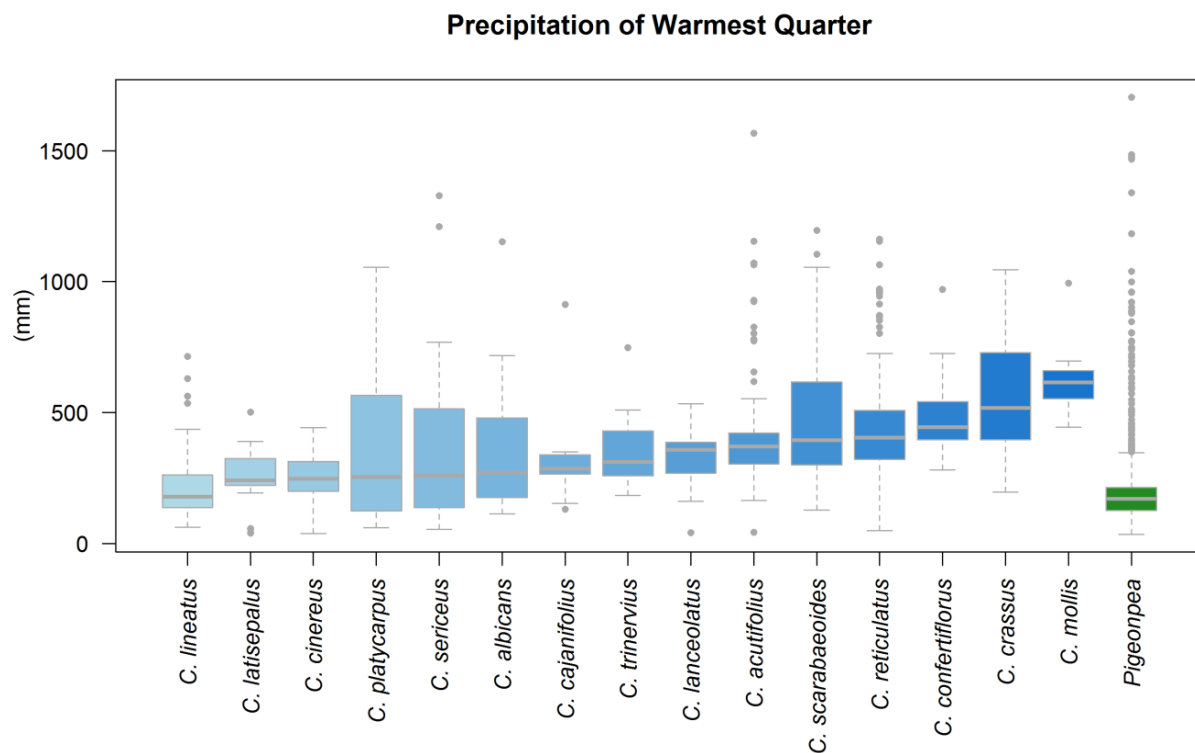 Precipitation of Warmest Quarter
(mm)
1500
1000
500
0
C. lineatus
C. latisepalus
C. cinereus
C. platycarpus
C. sericeus
C. albicans
C. cajanifolius
C. trinervius
C. lanceolatus
C. acutifolius
C. scarabaeoides
C. reticulatus
C. confertiflorus
C. crassus
C. mollis
Pigeonpea